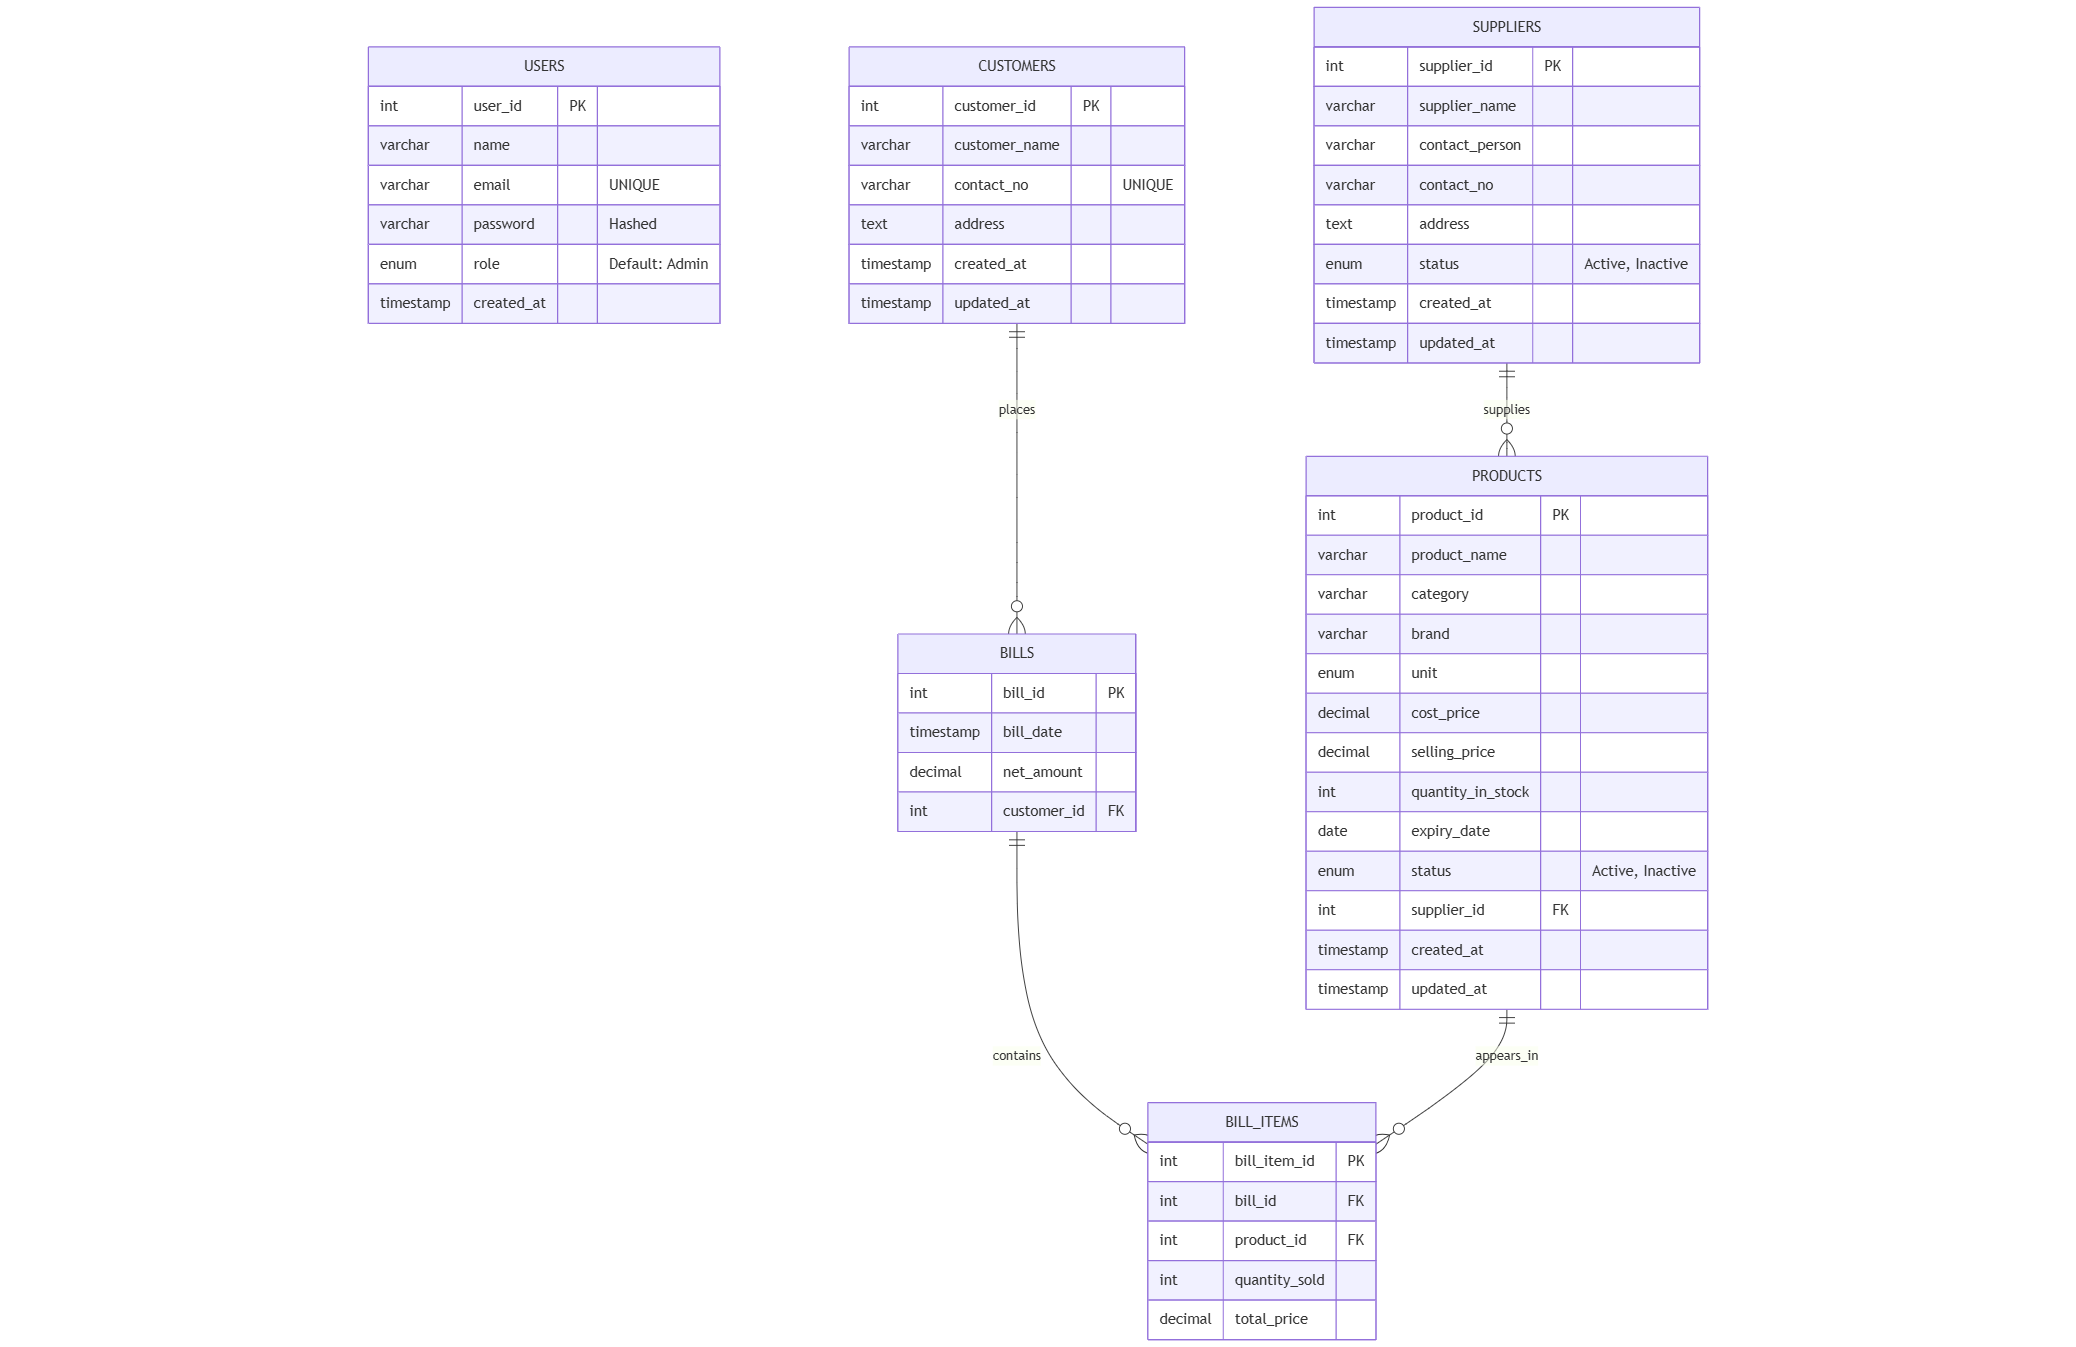 USERS
int user_id PK
varchar name
varchar email UNIQUE
varchar password Hashed
enum role Default: Admin
timestamp created_at
CUSTOMERS
int customer_id PK
varchar customer_name
varchar contact_no UNIQUE
text address
timestamp created_at
timestamp updated_at
SUPPLIERS
int supplier_id PK
varchar supplier_name
varchar contact_person
varchar contact_no
text address
enum status Active, Inactive
timestamp created_at
timestamp updated_at
places
supplies
PRODUCTS
int product_id PK
varchar product_name
varchar category
varchar brand
enum unit
decimal cost_price
decimal selling_price
int quantity_in_stock
date expiry_date
enum status Active, Inactive
int supplier_id FK
timestamp created_at
timestamp updated_at
BILLS
int bill_id PK
timestamp bill_date
decimal net_amount
int customer_id FK
contains
appears_in
BILL_ITEMS
int bill_item_id PK
int bill_id FK
int product_id FK
int quantity_sold
decimal total_price